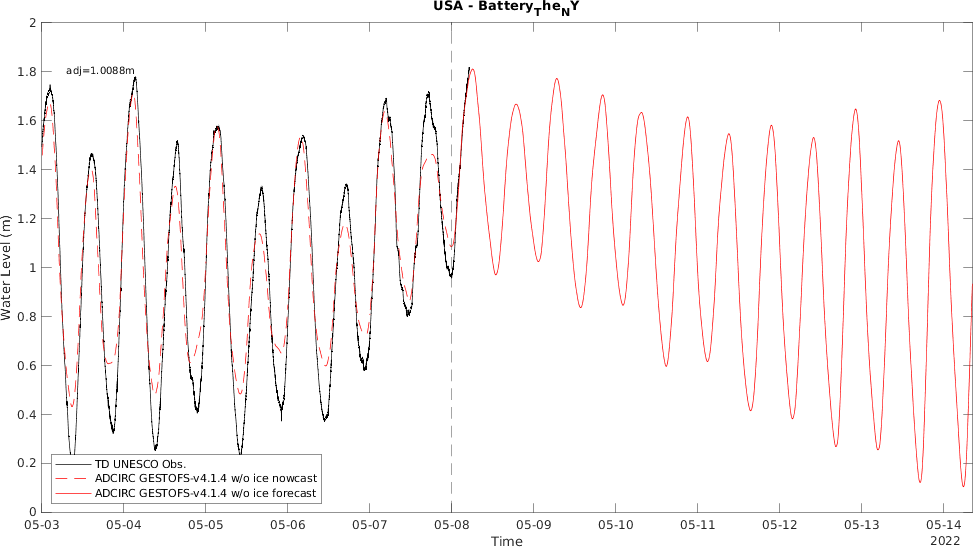 USA - Battery_The_NY
2
1.8
adj=1.0088m
1.6
1.4
1.2
1
0.8
0.6
0.4
0.2
0
Water Level (m)
TD UNESCO Obs.
ADCIRC GESTOFS-v4.1.4 w/o ice nowcast
ADCIRC GESTOFS-v4.1.4 w/o ice forecast
05-03 05-04 05-05 05-06 05-07 05-08 05-09 05-10 05-11 05-12 05-13 05-14
Time
2022